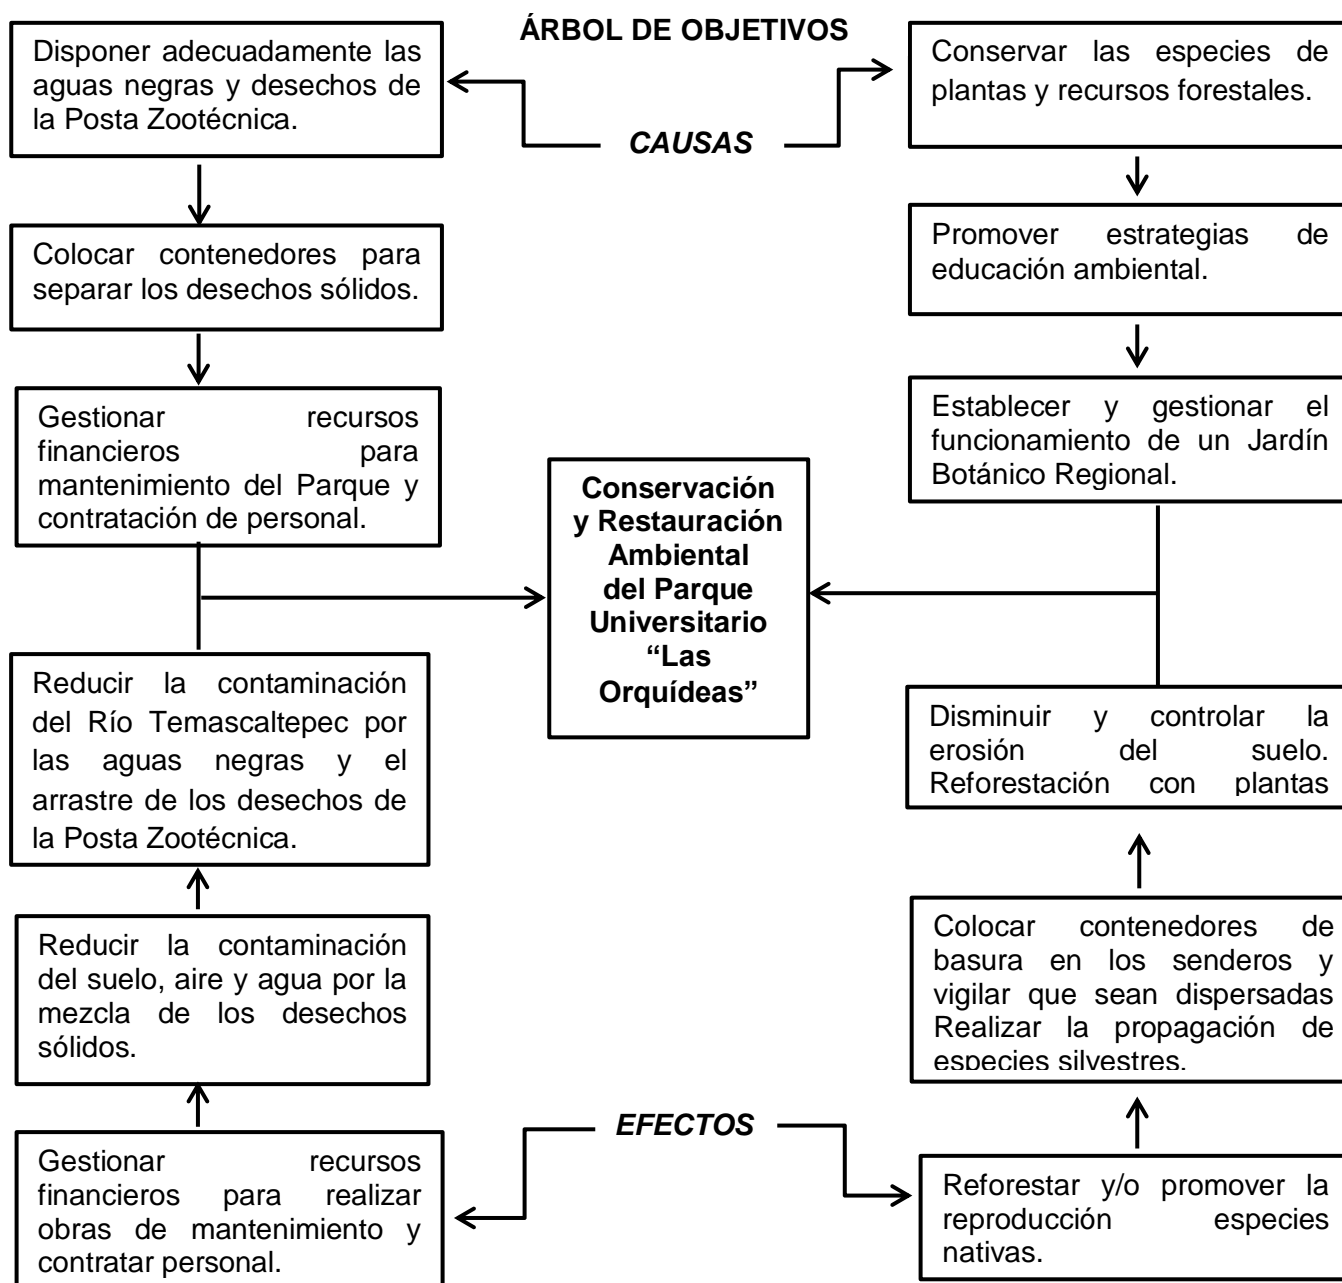 ÁRBOL DE OBJETIVOS
Disponer adecuadamente las
aguas negras y desechos de
la Posta Zootécnica.
Conservar las especies de
plantas y recursos forestales.
CAUSAS
Colocar contenedores para
separar los desechos sólidos.
Promover estrategias de
educación ambiental.
Gestionar recursos
financieros para
mantenimiento del Parque y
contratación de personal.
Establecer y gestionar el
funcionamiento de un Jardín
Botánico Regional.
Conservación
y Restauración
Ambiental
del Parque
Universitario
“Las
Orquídeas”
Reducir la contaminación
del Río Temascaltepec por
las aguas negras y el
arrastre de los desechos de
la Posta Zootécnica.
Disminuir y controlar la
erosión del suelo.
Reforestación con plantas
Reducir la contaminación
del suelo, aire y agua por la
mezcla de los desechos
sólidos.
Colocar contenedores de
basura en los senderos y
vigilar que sean dispersadas
Realizar la propagación de
especies silvestres.
EFECTOS
Gestionar recursos
financieros para realizar
obras de mantenimiento y
contratar personal.
Reforestar y/o promover la
reproducción especies
nativas.